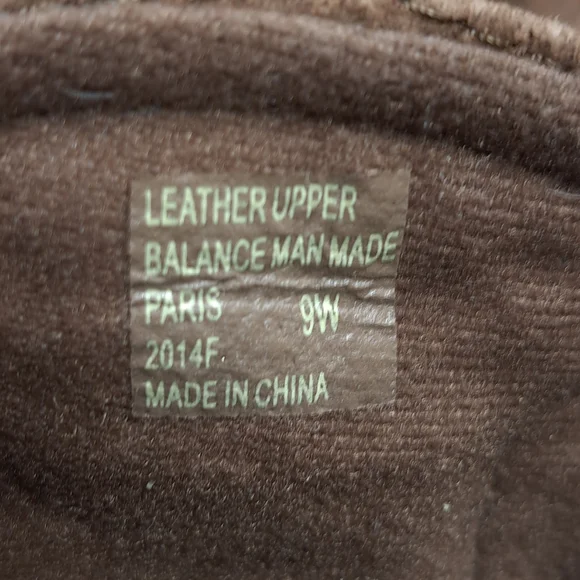 LEATHER UPPER
BALANCE MAN MADE
PARIS 9W
2014F
MADE IN CHINA